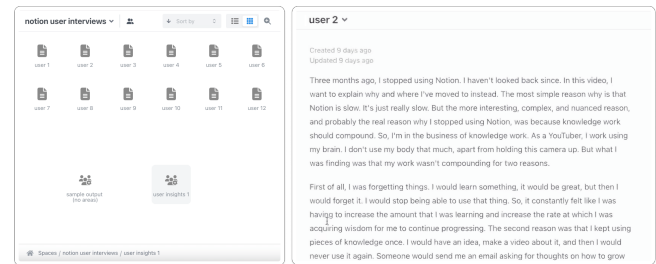 notion user interviews
Sort by
user 1 user 2 user 3 user 4 user 5 user 6
user 7 user 8 user 9 user 10 user 11 user 12
sample output user insights 1
(no areas)
Spaces / notion user interviews / user insights 1
user 2
Created 9 days ago
Updated 9 days ago
Three months ago, I stopped using Notion. I haven't looked back since. In this video, I
want to explain why and where I've moved to instead. The most simple reason why is that
Notion is slow. It's just really slow. But the more interesting, complex, and nuanced reason,
and probably the real reason why I stopped using Notion, was because knowledge work
should compound. So, I'm in the business of knowledge work. As a YouTuber, I work using
my brain. I don't use my body that much, apart from holding this camera up. But what I
was finding was that my work wasn't compounding for two reasons.
First of all, I was forgetting things. I would learn something, it would be great, but then I
would forget it. I would stop being able to use that thing. So, it constantly felt like I was
having to increase the amount that I was learning and increase the rate at which I was
acquiring wisdom for me to continue progressing. The second reason was that I kept using
pieces of knowledge once. I would have an idea, make a video about it, and then I would
never use it again. Someone would send me an email asking for thoughts on how to grow